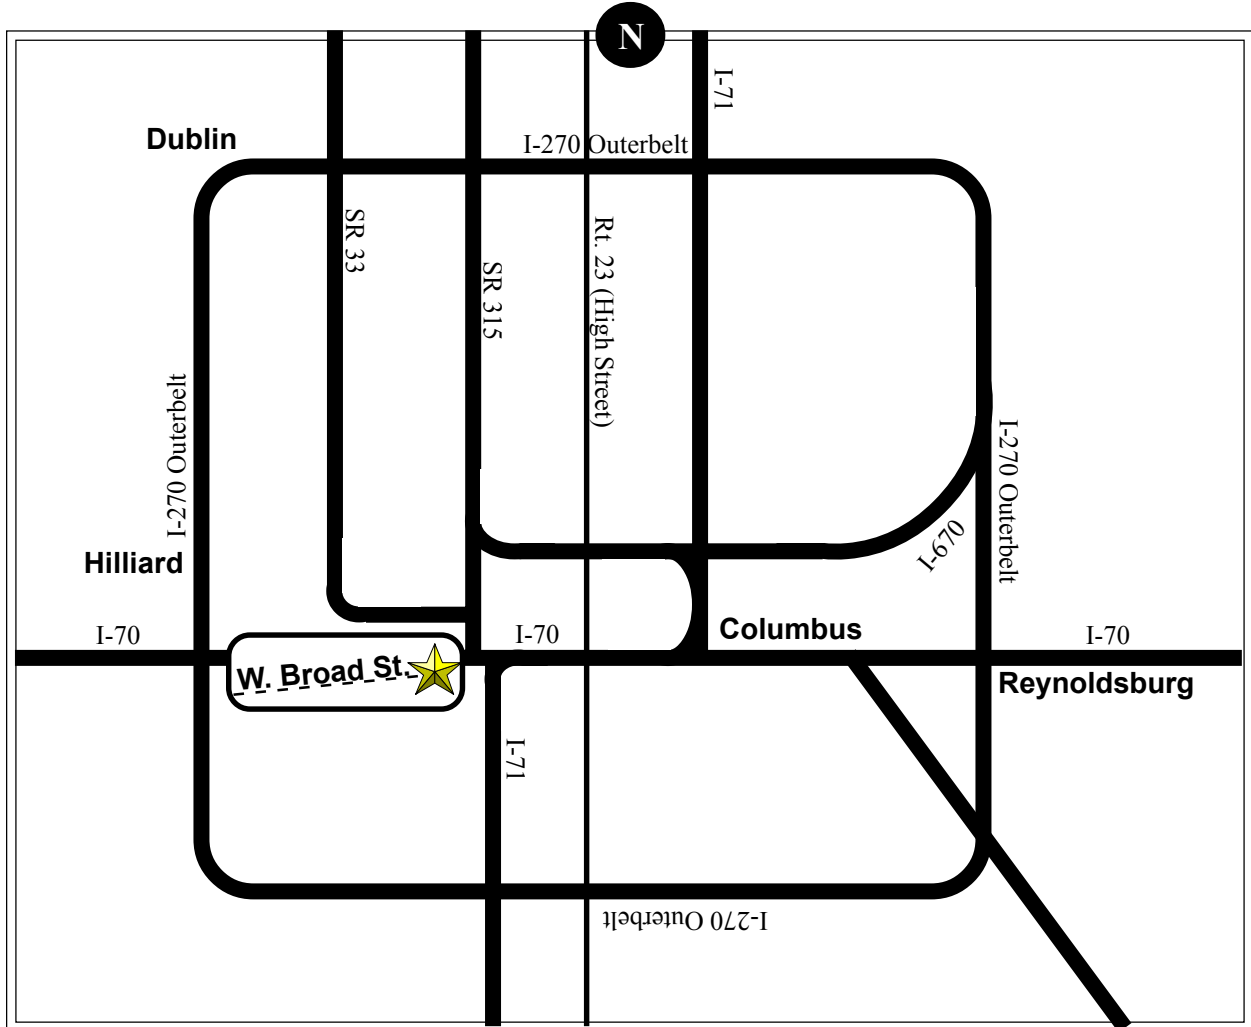 N
I-71
Dublin
I-270 Outerbelt
SR 33
Rt. 23 (High Street)
SR 315
I-270 Outerbelt
I-270 Outerbelt
I-670
Hilliard
I-70
I-70
Columbus
I-70
W. Broad St.
Reynoldsburg
I-71
I-270 Outerbelt